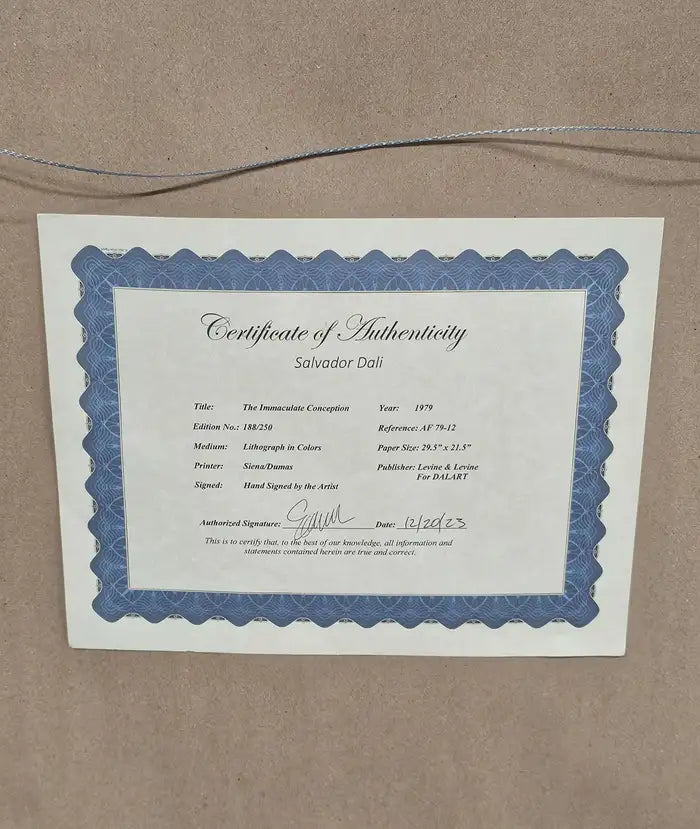 Certificate of Authenticity
Salvador Dali
Title: The Immaculate Conception Year: 1979
Edition No.: 188/250 Reference: AF 79-12
Medium: Lithograph in Colors Paper Size: 29.5" x 21.5"
Printer: Siena/Dumas Publisher: Levine & Levine
For DALART
Signed: Hand Signed by the Artist
Authorized Signature: Date: 12/20/23
This is to certify that, to the best of our knowledge, all information and
statements contained herein are true and correct.